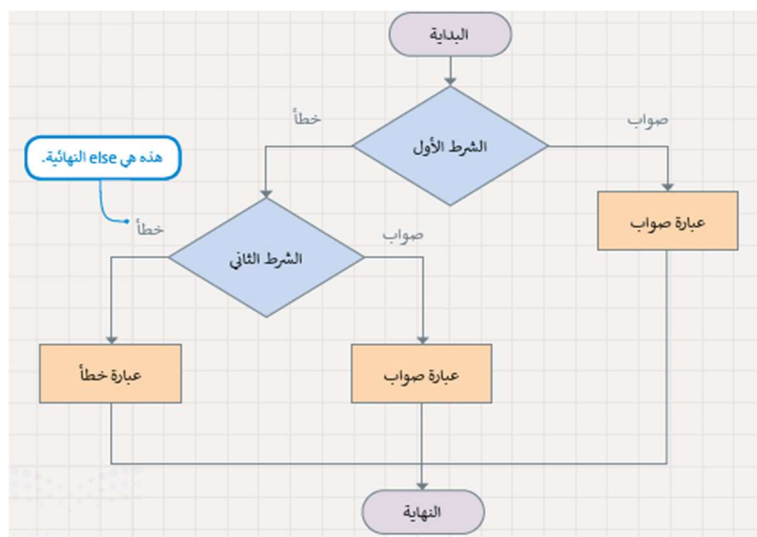 البداية
الشرط الأول
صواب
خطأ
عبارة صواب
هذه هي else النهائية.
الشرط الثاني
صواب
خطأ
عبارة صواب
عبارة خطأ
النهاية